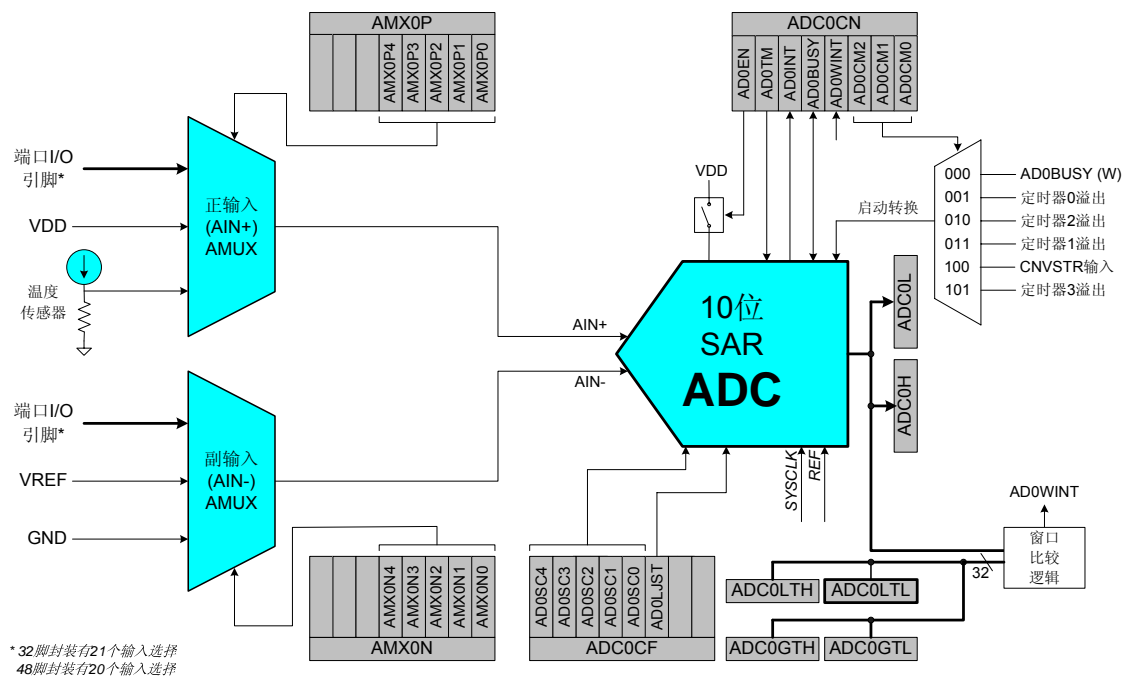 AMX0P
AMX0P4
AMX0P3
AMX0P2
AMX0P1
AMX0P0
ADC0CN
AD0EN
AD0TM
AD0INT
AD0BUSY
AD0WINT
AD0CM2
AD0CM1
AD0CM0
端口I/O
引脚*
VDD
温度
传感器
正输入
(AIN+)
AMUX
VDD
启动转换
000
001
010
011
100
101
AD0BUSY (W)
定时器0溢出
定时器2溢出
定时器1溢出
CNVSTR输入
定时器3溢出
AIN+
AIN-
10位
SAR
ADC
ADC0L
ADC0H
端口I/O
引脚*
VREF
GND
副输入
(AIN-)
AMUX
SYSCLK
REF
AD0WINT
窗口
比较
逻辑
32
AMX0N4
AMX0N3
AMX0N2
AMX0N1
AMX0N0
AMX0N
AD0SC4
AD0SC3
AD0SC2
AD0SC1
AD0SC0
AD0LJST
ADC0CF
ADC0LTH
ADC0LTL
ADC0GTH
ADC0GTL
* 32脚封装有21个输入选择
48脚封装有20个输入选择